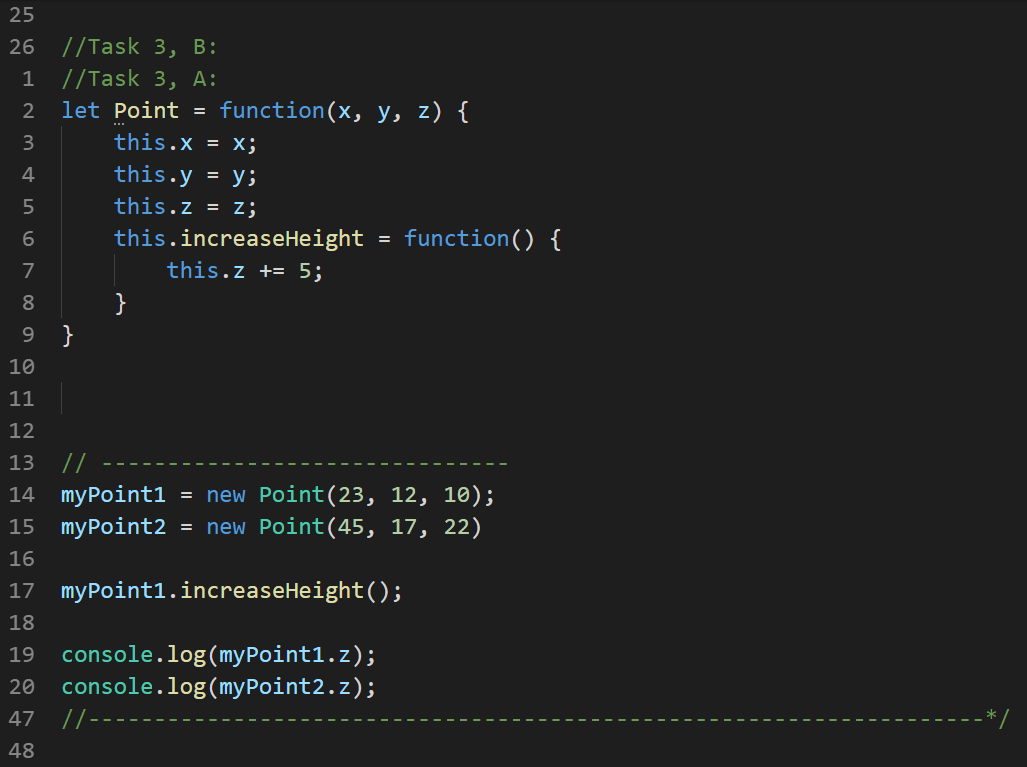 25
26 //Task 3, B:
1 //Task 3, A:
2 let Point = function(x, y, z) {
3     this.x = x;
4     this.y = y;
5     this.z = z;
6     this.increaseHeight = function() {
7         this.z += 5;
8     }
9 }
10
11
12
13 // -------------------------------
14 myPoint1 = new Point(23, 12, 10);
15 myPoint2 = new Point(45, 17, 22)
16
17 myPoint1.increaseHeight();
18
19 console.log(myPoint1.z);
20 console.log(myPoint2.z);
47 //--------------------------------------------------------------------*/
48